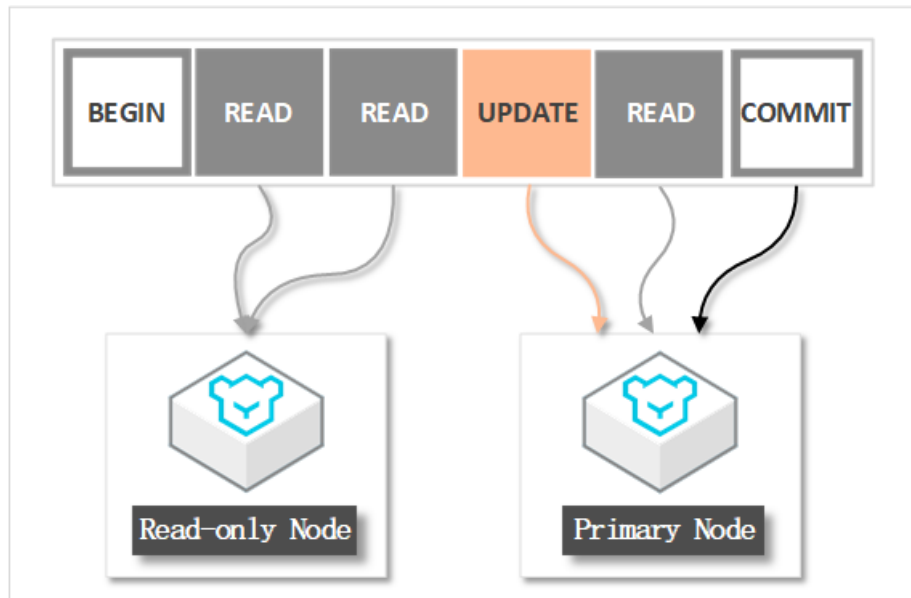 BEGIN READ READ UPDATE READ COMMIT
Read-only Node
Primary Node